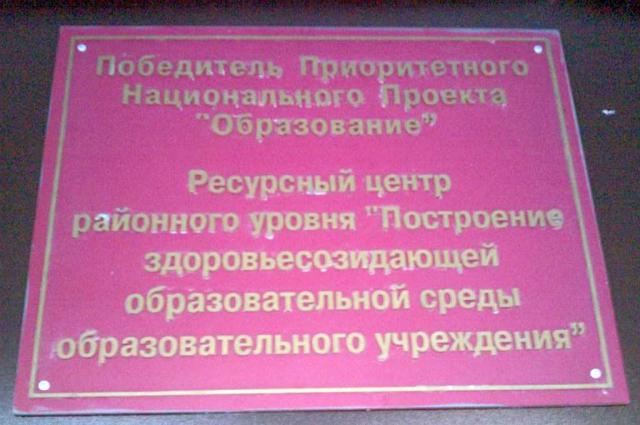 Победитель Приоритетного
Национального Проекта
"Образование"
Ресурсный центр
районного уровня "Построение
здоровьесозидающей
образовательной среды
образовательного учреждения"